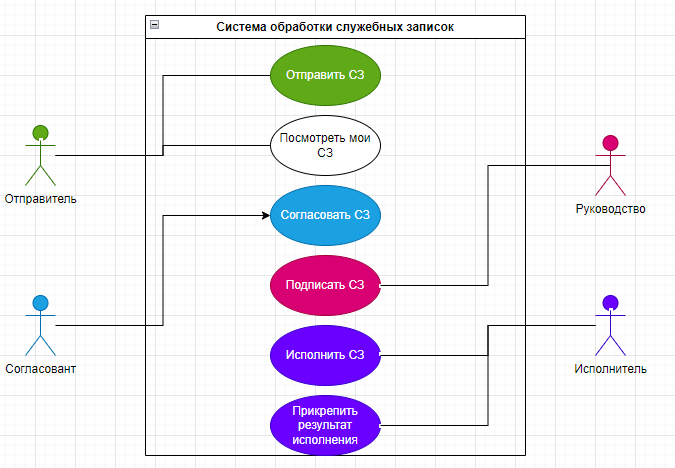 Система обработки служебных записок
Отправить СЗ
Посмотреть мои
СЗ
Отправитель
Руководство
Согласовать СЗ
Подписать СЗ
Согласовант
Исполнитель
Исполнить СЗ
Прикрепить
результат
исполнения